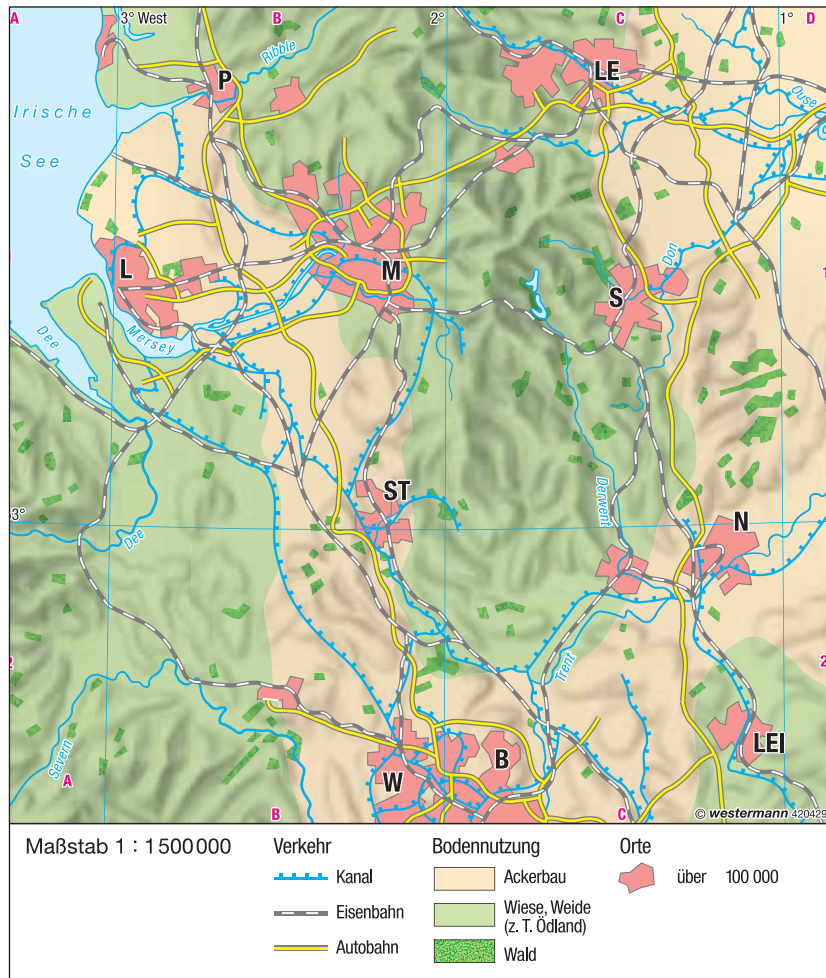 A
3° West
B
2°
C
1°
D
P
Ribble
LE
Ouse
Irische
See
L
M
S
Don
1
Dee
Mersey
ST
Derwent
N
3°
Dee
2
Trent
2
Severn
LEI
A
W
B
B
C
© westermann 420429
Maßstab 1 : 1500000
Verkehr
Kanal
Eisenbahn
Autobahn
Bodennutzung
Ackerbau
Wiese, Weide
(z. T. Ödland)
Wald
Orte
über 100 000